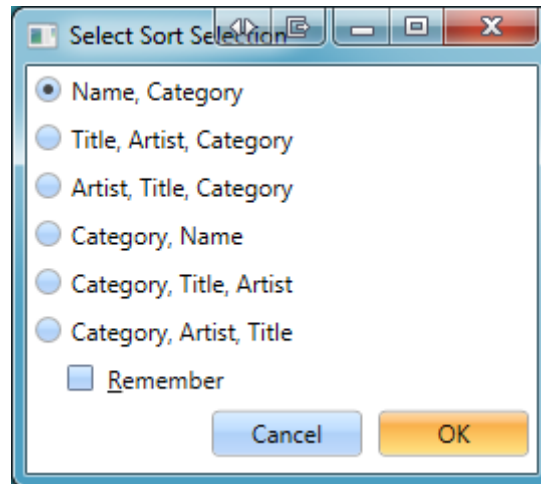 Select Sort Selection
Name, Category
Title, Artist, Category
Artist, Title, Category
Category, Name
Category, Title, Artist
Category, Artist, Title
Remember
Cancel OK